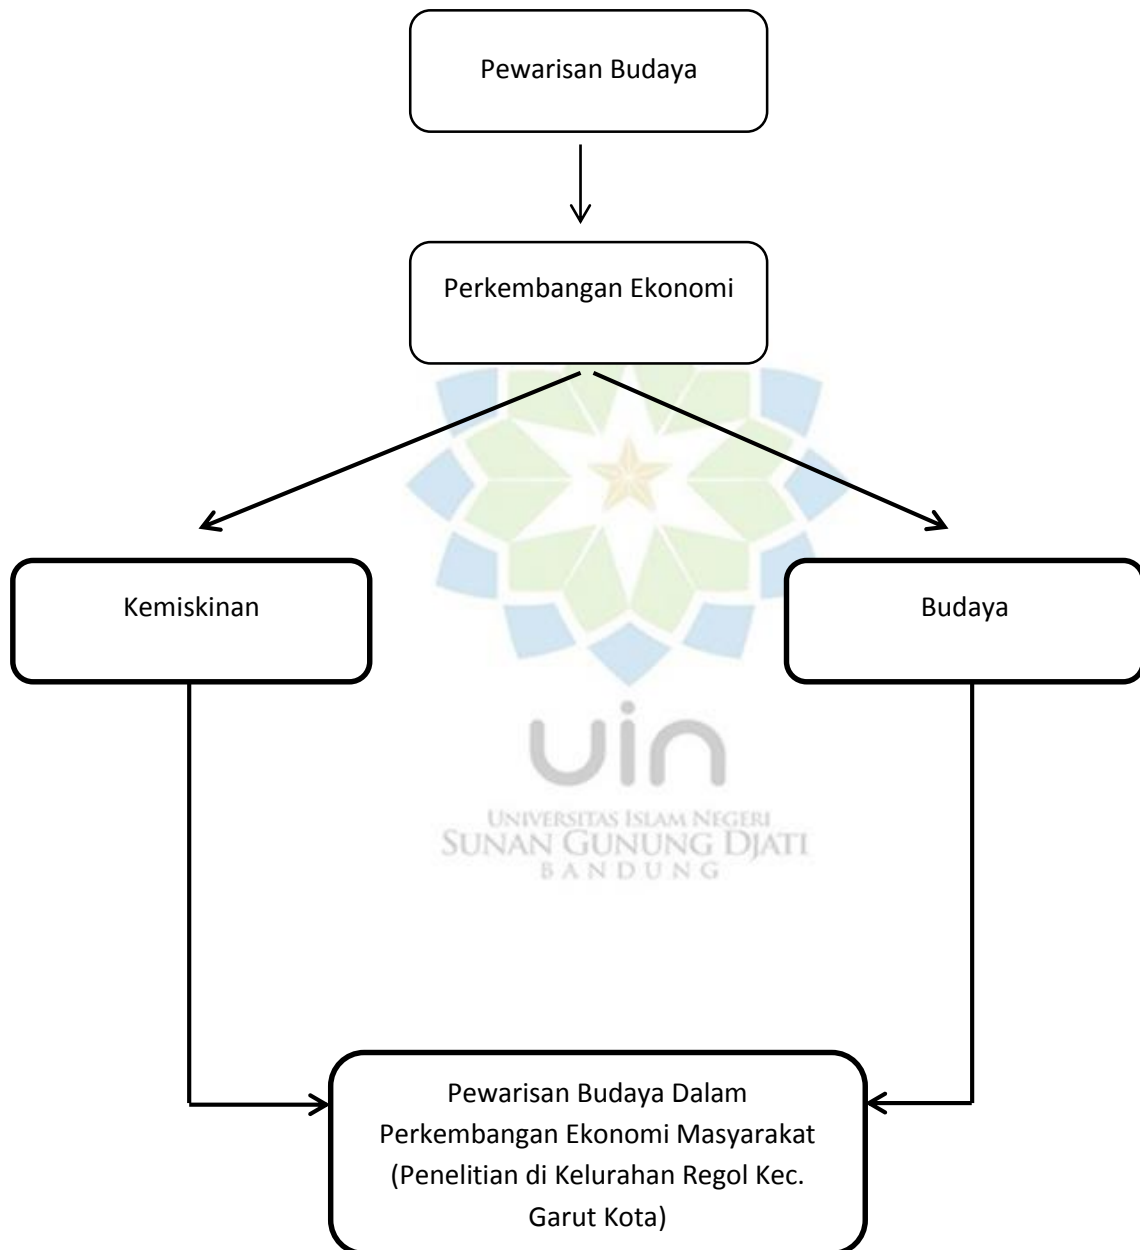 Pewarisan Budaya
Perkembangan Ekonomi
Kemiskinan
Budaya
uin
UNIVERSITAS ISLAM NEGERI
SUNAN GUNUNG DJATI
BANDUNG
Pewarisan Budaya Dalam
Perkembangan Ekonomi Masyarakat
(Penelitian di Kelurahan Regol Kec.
Garut Kota)